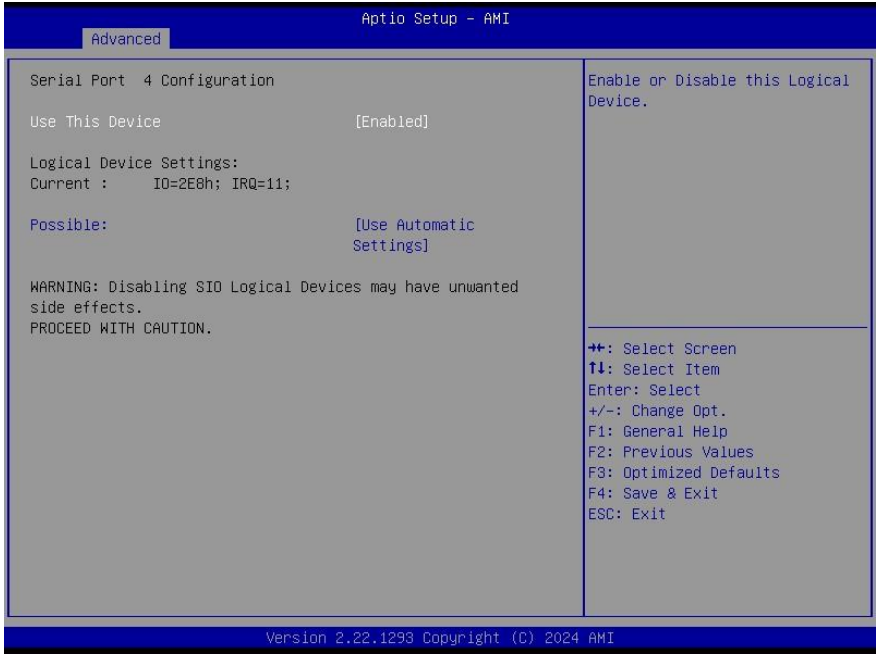 Aptio Setup – AMI
Advanced
Serial Port  4 Configuration
Use This Device [Enabled]
Logical Device Settings:
Current :     IO=2E8h; IRQ=11;
Possible: [Use Automatic
Settings]
WARNING: Disabling SIO Logical Devices may have unwanted
side effects.
PROCEED WITH CAUTION.
Enable or Disable this Logical
Device.
→←: Select Screen
↑↓: Select Item
Enter: Select
+/-: Change Opt.
F1: General Help
F2: Previous Values
F3: Optimized Defaults
F4: Save & Exit
ESC: Exit
Version 2.22.1293 Copyright (C) 2024 AMI